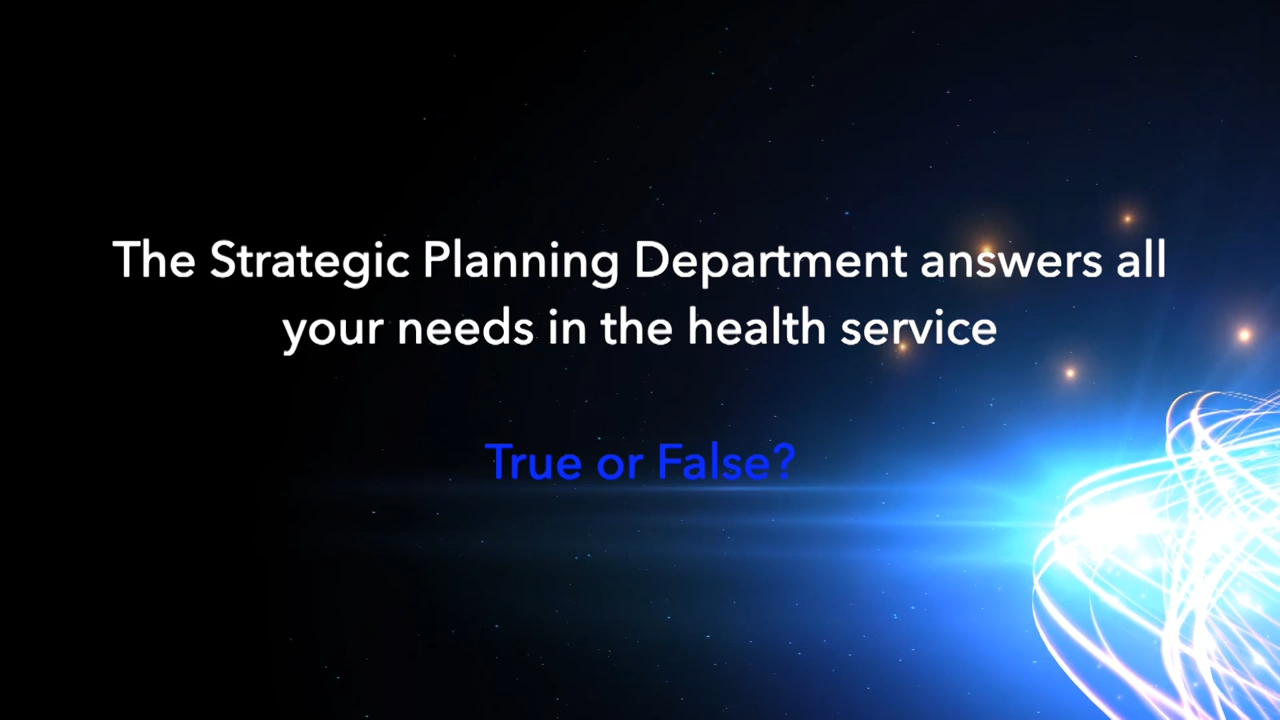 The Strategic Planning Department answers all
your needs in the health service
True or False?